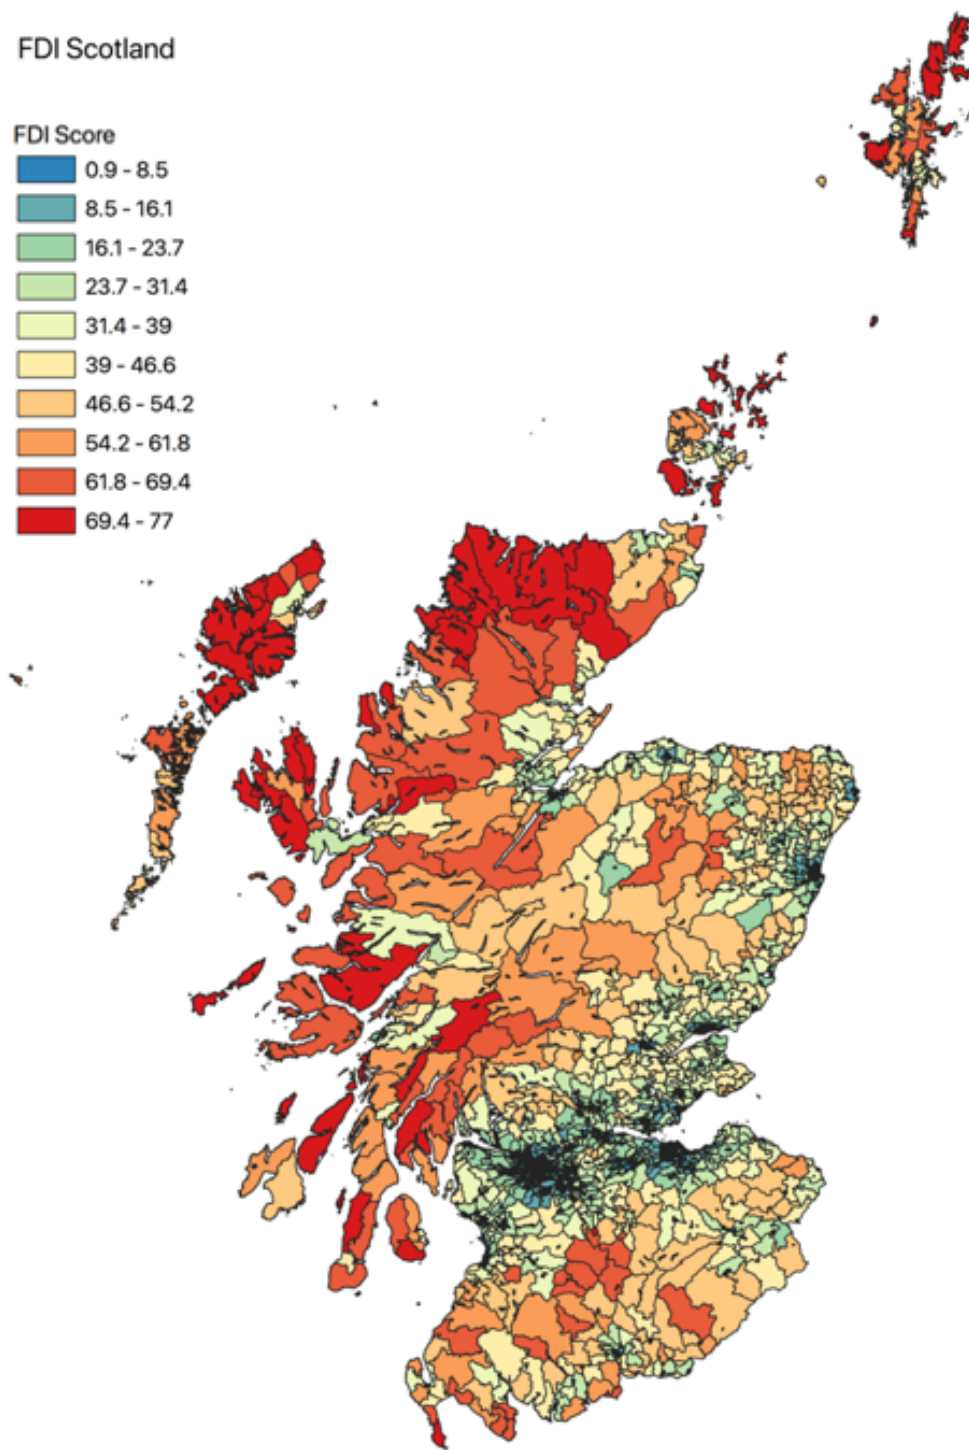 FDI Scotland
FDI Score
0.9 - 8.5
8.5 - 16.1
16.1 - 23.7
23.7 - 31.4
31.4 - 39
39 - 46.6
46.6 - 54.2
54.2 - 61.8
61.8 - 69.4
69.4 - 77